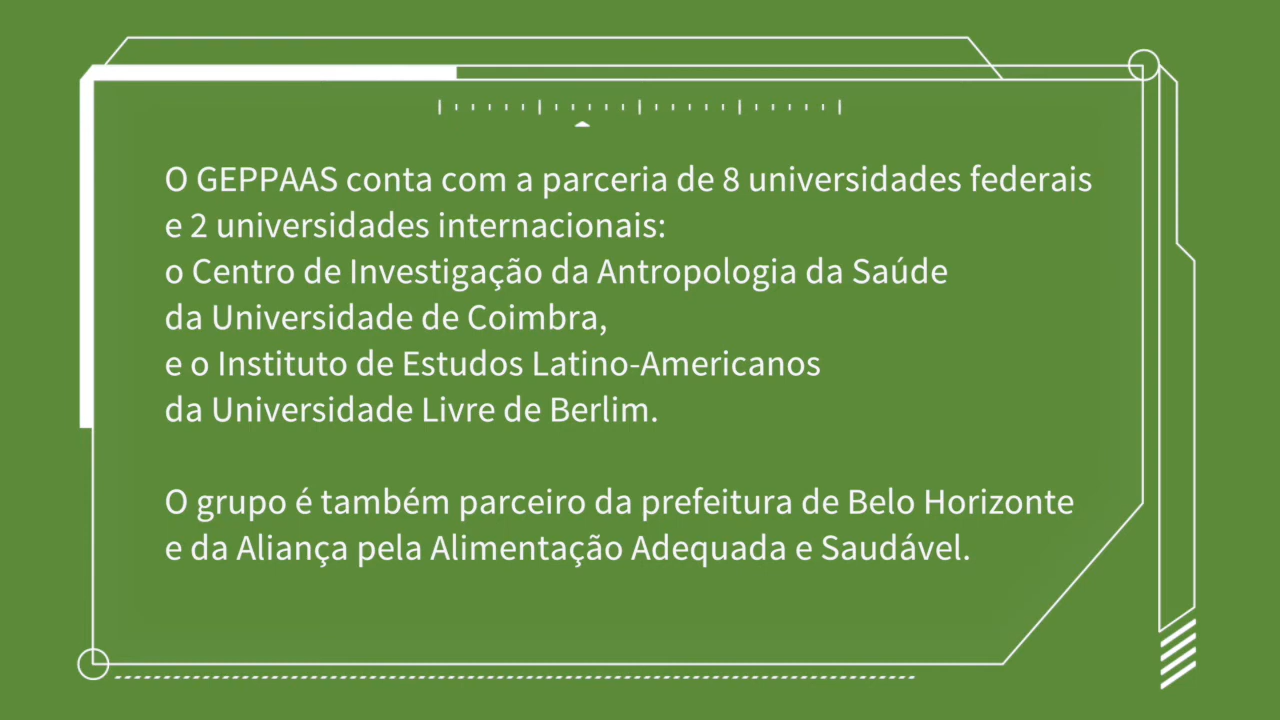 O GEPPAAS conta com a parceria de 8 universidades federais
e 2 universidades internacionais:
o Centro de Investigação da Antropologia da Saúde
da Universidade de Coimbra,
e o Instituto de Estudos Latino-Americanos
da Universidade Livre de Berlim.
O grupo é também parceiro da prefeitura de Belo Horizonte
e da Aliança pela Alimentação Adequada e Saudável.